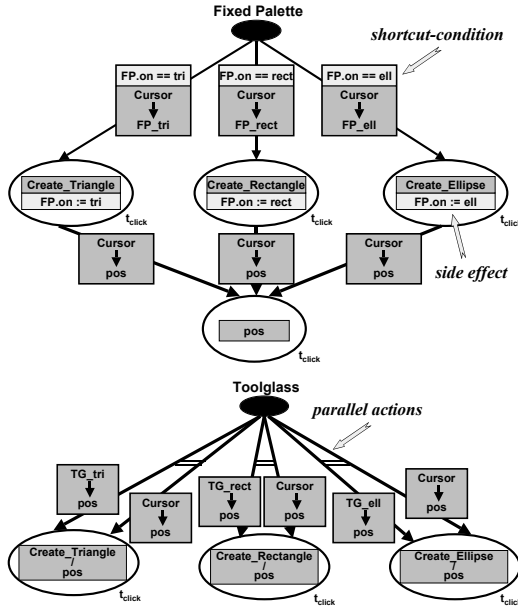 Fixed Palette
shortcut-condition
FP.on == tri
FP.on == rect
FP.on == ell
Cursor
Cursor
Cursor
FP_tri
FP_rect
FP_ell
Create_Triangle
Create_Rectangle
Create_Ellipse
FP.on := tri
FP.on := rect
FP.on := ell
tclick
tclick
tclick
Cursor
Cursor
Cursor
pos
pos
pos
side effect
pos
tclick
Toolglass
parallel actions
TG_tri
pos
Cursor
pos
TG_rect
pos
Cursor
pos
TG_ell
pos
Cursor
pos
Create_Triangle
/
pos
Create_Rectangle
/
pos
Create_Ellipse
/
pos
tclick
tclick
tclick